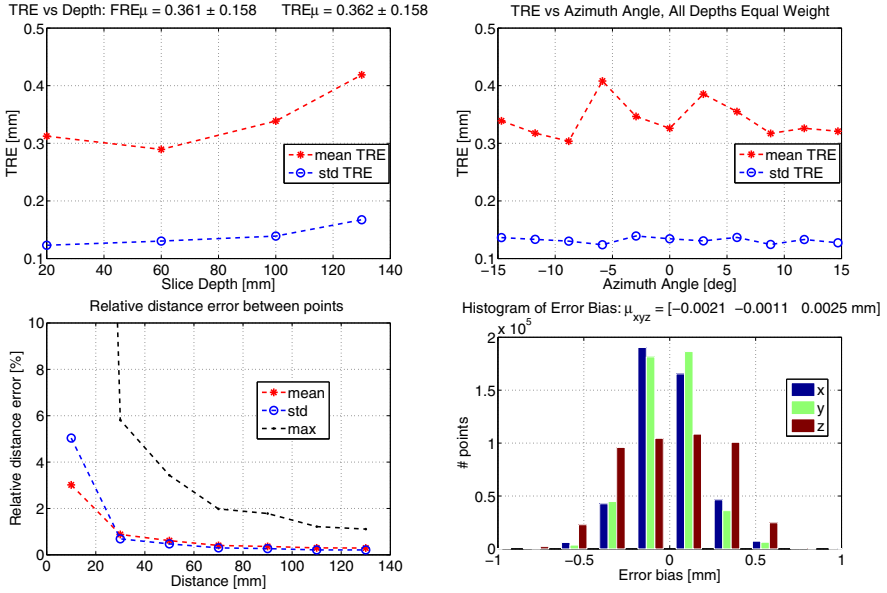 TRE vs Depth: FREμ = 0.361 ± 0.158 TREμ = 0.362 ± 0.158
0.5
0.4
0.3
0.2
0.1
TRE [mm]
mean TRE
std TRE
20 40 60 80 100 120 140
Slice Depth [mm]
TRE vs Azimuth Angle, All Depths Equal Weight
0.5
0.4
0.3
0.2
0.1
TRE [mm]
mean TRE
std TRE
−15 −10 −5 0 5 10 15
Azimuth Angle [deg]
Relative distance error between points
10
8
6
4
2
0
Relative distance error [%]
mean
std
max
0 20 40 60 80 100 120 140
Distance [mm]
Histogram of Error Bias: μxyz = [−0.0021 −0.0011 0.0025 mm]
x 10^5
2
1.5
1
0.5
0
# points
x
y
z
−1 −0.5 0 0.5 1
Error bias [mm]